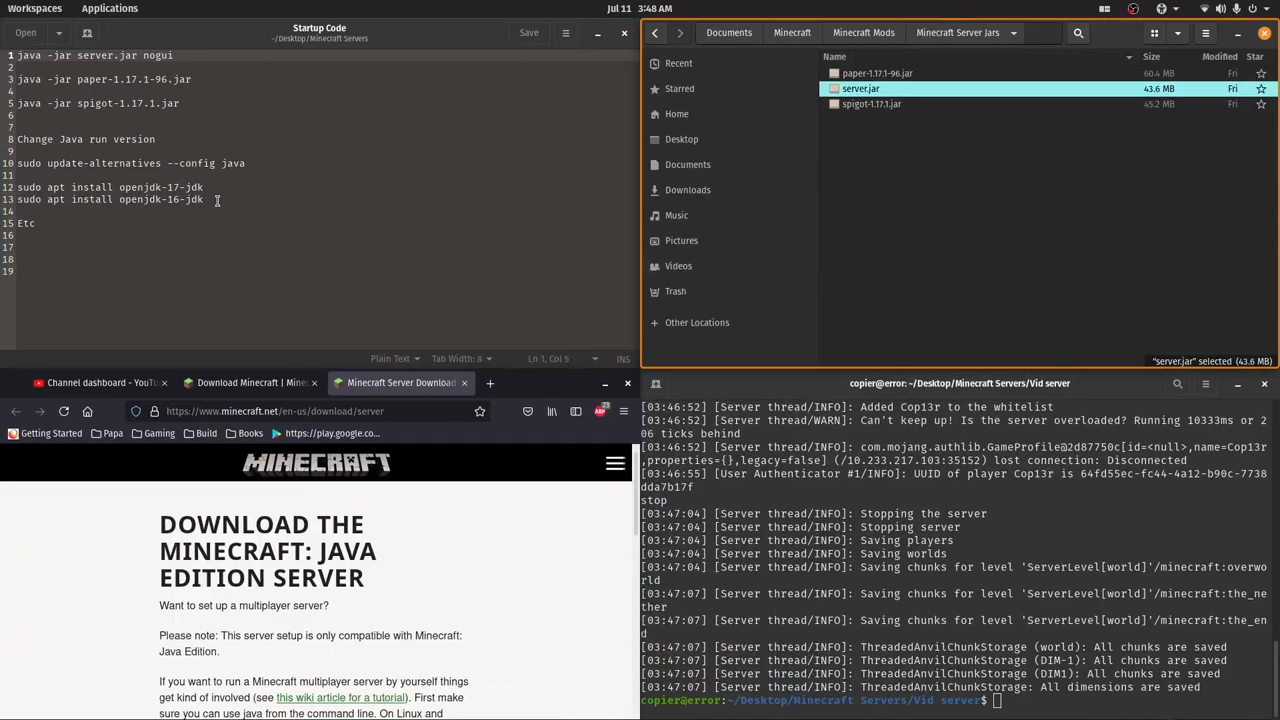 Workspaces Applications Jul 11 3:48 AM
Open Startup Code Save
~/Desktop/Minecraft Servers
1 java -jar server.jar nogui
2
3 java -jar paper-1.17.1-96.jar
4
5 java -jar spigot-1.17.1.jar
6
7
8 Change Java run version
9
10 sudo update-alternatives --config java
11
12 sudo apt install openjdk-17-jdk
13 sudo apt install openjdk-16-jdk
14
15 Etc
16
17
18
19
Plain Text Tab Width: 8 Ln 1, Col 5 INS
Documents Minecraft Minecraft Mods Minecraft Server Jars
Recent
Starred
Home
Desktop
Documents
Downloads
Music
Pictures
Videos
Trash
+ Other Locations
Name Size Modified Star
paper-1.17.1-96.jar 60.4 MB Fri
server.jar 43.6 MB Fri
spigot-1.17.1.jar 45.2 MB Fri
"server.jar" selected (43.6 MB)
Channel dashboard - YouTu Download Minecraft | Mine Minecraft Server Download
https://www.minecraft.net/en-us/download/server
ABP 21
Getting Started Papa Gaming Build Books https://play.google.co…
MINECRAFT
DOWNLOAD THE
MINECRAFT: JAVA
EDITION SERVER
Want to set up a multiplayer server?
Please note: This server setup is only compatible with Minecraft:
Java Edition.
If you want to run a Minecraft multiplayer server by yourself things
get kind of involved (see this wiki article for a tutorial). First make
sure you can use java from the command line. On Linux and
copier@error: ~/Desktop/Minecraft Servers/Vid server
[03:46:52] [Server thread/INFO]: Added Cop13r to the whitelist
[03:46:52] [Server thread/WARN]: Can't keep up! Is the server overloaded? Running 10333ms or 2
06 ticks behind
[03:46:52] [Server thread/INFO]: com.mojang.authlib.GameProfile@2d87750c[id=<null>,name=Cop13r
,properties={},legacy=false] (/10.233.217.103:35152) lost connection: Disconnected
[03:46:55] [User Authenticator #1/INFO]: UUID of player Cop13r is 64fd55ec-fc44-4a12-b90c-7738
dda7b17f
stop
[03:47:04] [Server thread/INFO]: Stopping the server
[03:47:04] [Server thread/INFO]: Stopping server
[03:47:04] [Server thread/INFO]: Saving players
[03:47:04] [Server thread/INFO]: Saving worlds
[03:47:04] [Server thread/INFO]: Saving chunks for level 'ServerLevel[world]'/minecraft:overwo
rld
[03:47:07] [Server thread/INFO]: Saving chunks for level 'ServerLevel[world]'/minecraft:the_ne
ther
[03:47:07] [Server thread/INFO]: Saving chunks for level 'ServerLevel[world]'/minecraft:the_en
d
[03:47:07] [Server thread/INFO]: ThreadedAnvilChunkStorage (world): All chunks are saved
[03:47:07] [Server thread/INFO]: ThreadedAnvilChunkStorage (DIM-1): All chunks are saved
[03:47:07] [Server thread/INFO]: ThreadedAnvilChunkStorage (DIM1): All chunks are saved
[03:47:07] [Server thread/INFO]: ThreadedAnvilChunkStorage: All dimensions are saved
copier@error:~/Desktop/Minecraft Servers/Vid server$